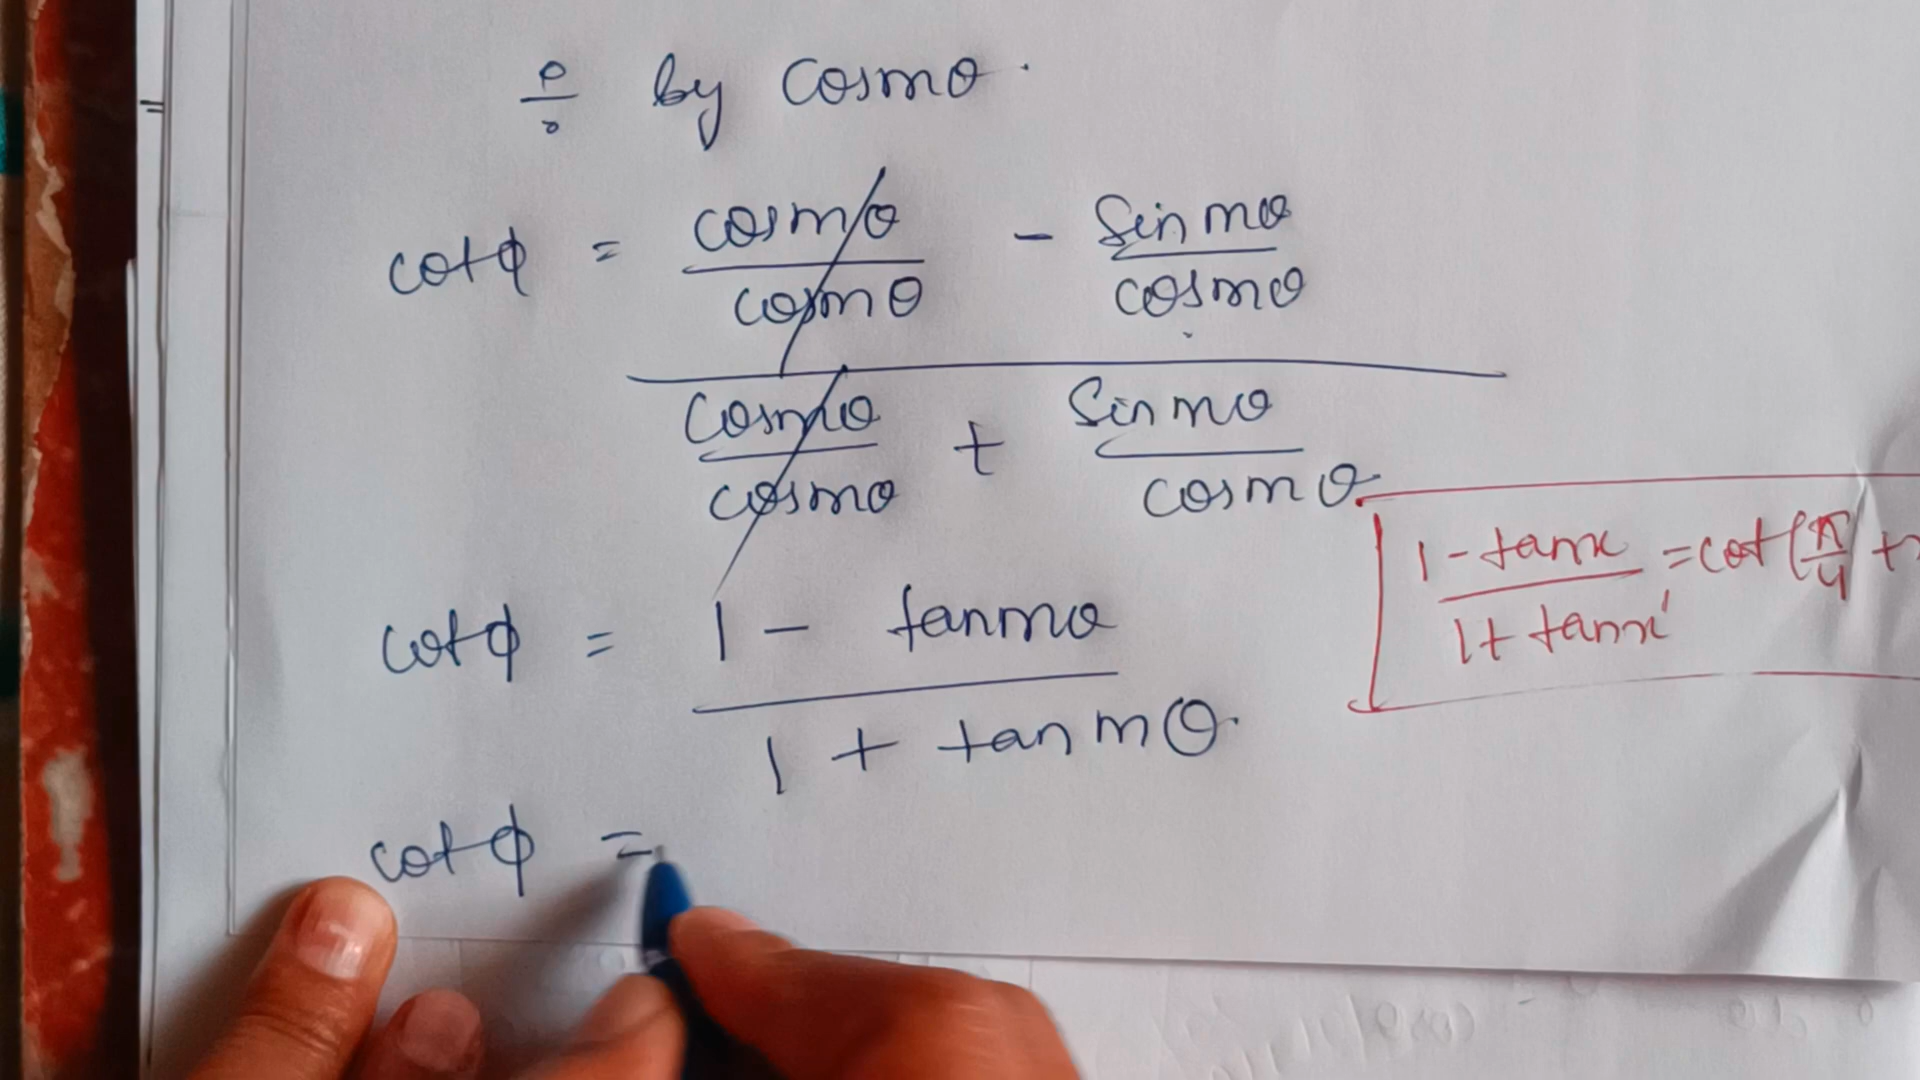 ÷ by cosmθ.
cotϕ = cosmθ/cosmθ - sinmθ/cosmθ
cosmθ/cosmθ + sinmθ/cosmθ
cotϕ = 1 - tanmθ
1 + tanmθ.
1-tanx = cot(π/4 +
1+tanx
cotϕ =